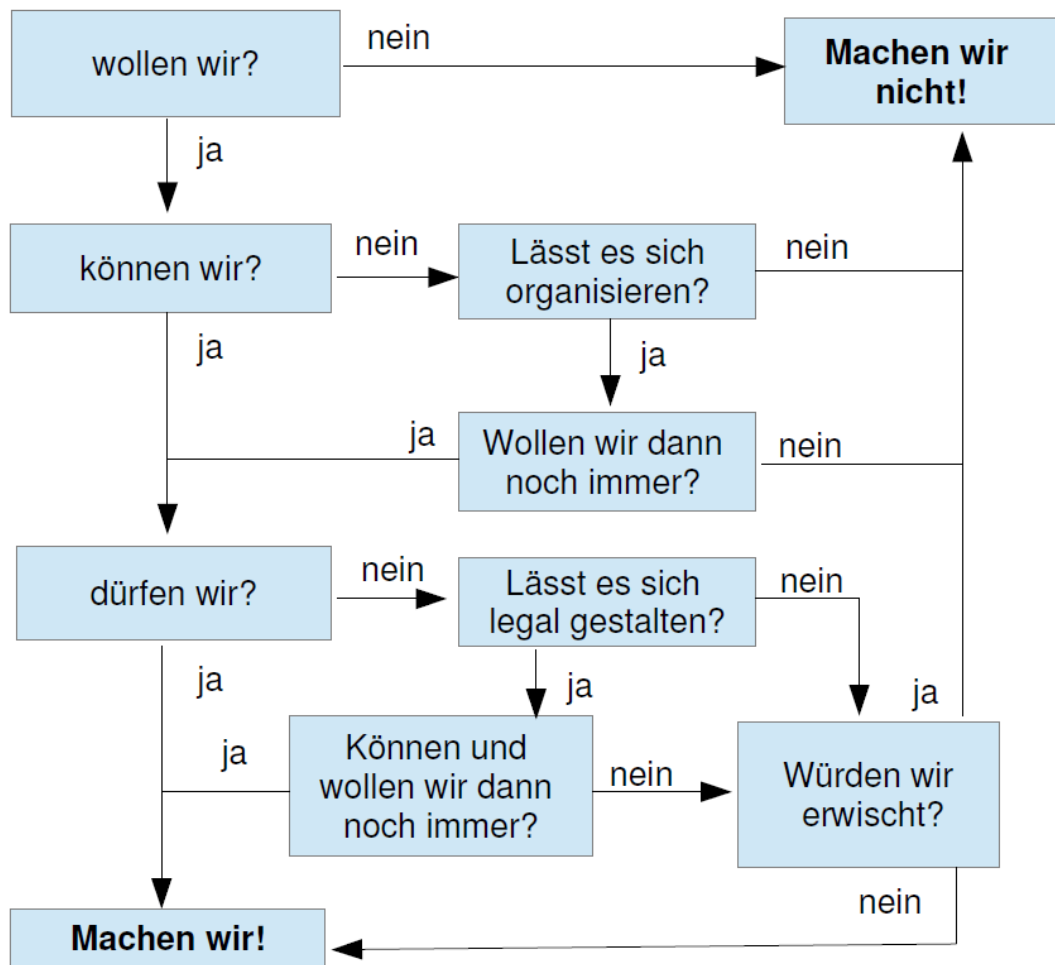 wollen wir?
nein
Machen wir
nicht!
ja
können wir?
nein
Lässt es sich
organisieren?
nein
ja
ja
ja
Wollen wir dann
noch immer?
nein
dürfen wir?
nein
Lässt es sich
legal gestalten?
nein
ja
ja
ja
ja
Können und
wollen wir dann
noch immer?
nein
Würden wir
erwischt?
nein
Machen wir!